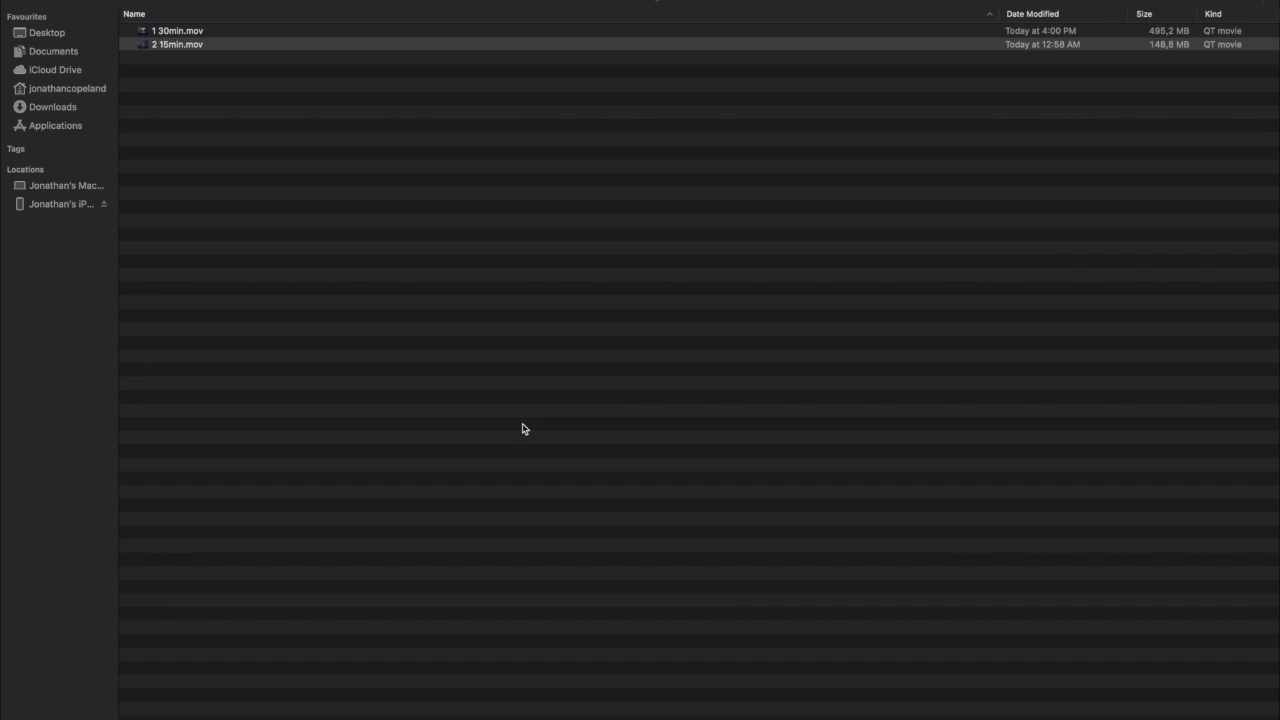 Favourites
Desktop
Documents
iCloud Drive
jonathancopeland
Downloads
Applications
Tags
Locations
Jonathan's Mac...
Jonathan's iP...
Name Date Modified Size Kind
1 30min.mov Today at 4:00 PM 495,2 MB QT movie
2 15min.mov Today at 12:58 AM 148,8 MB QT movie